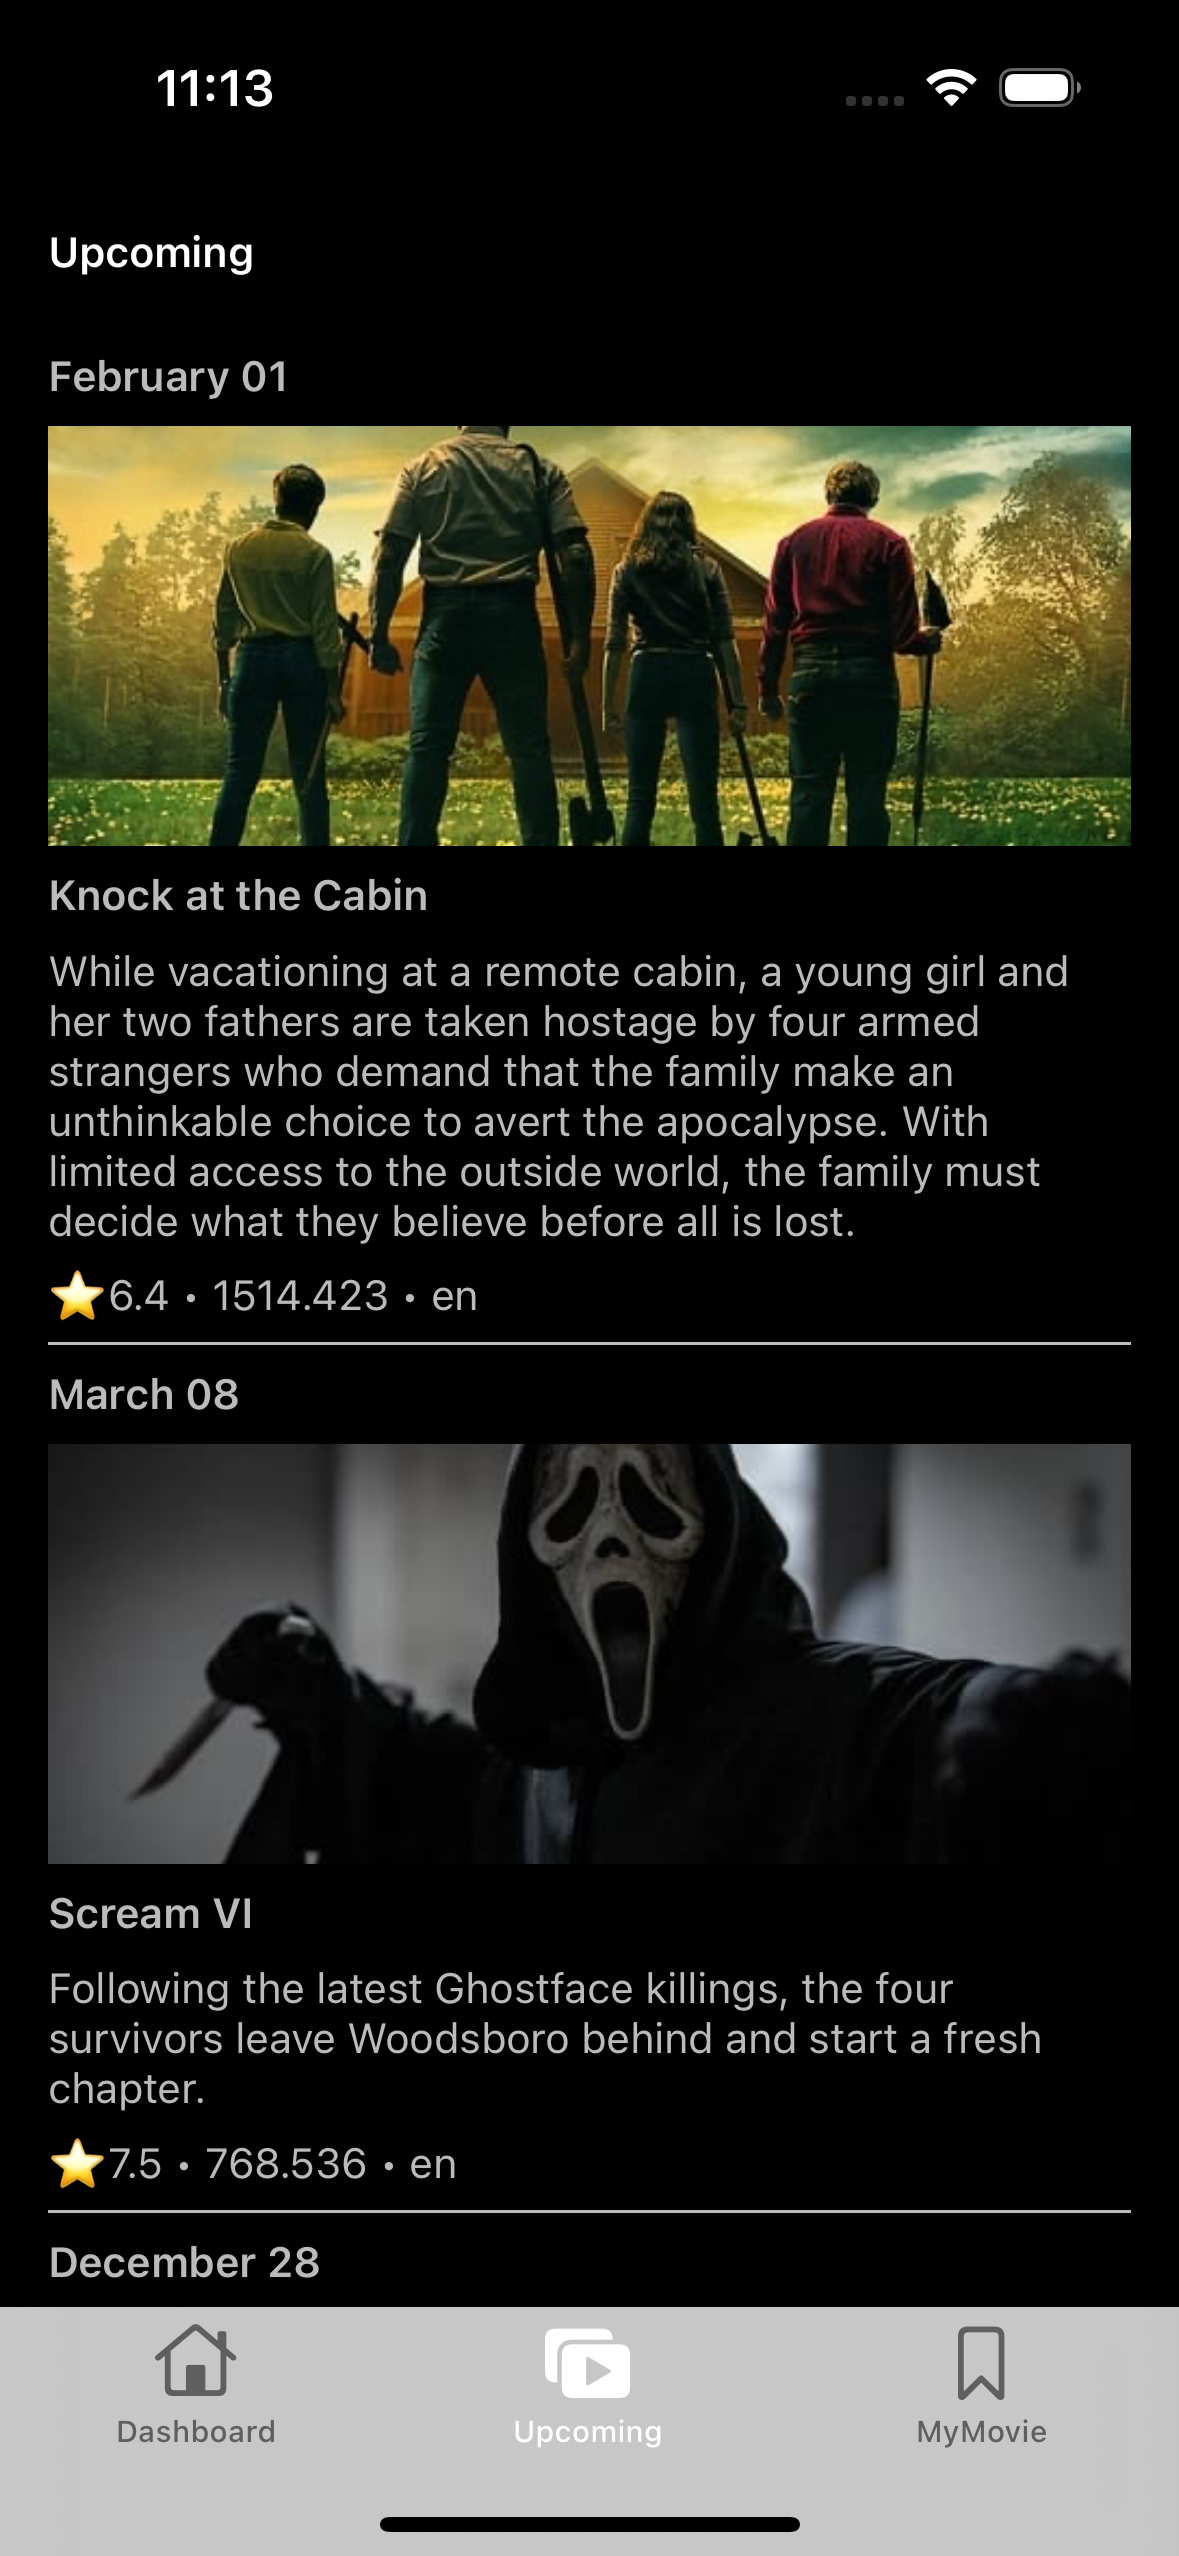 11:13
Upcoming
February 01
Knock at the Cabin
While vacationing at a remote cabin, a young girl and
her two fathers are taken hostage by four armed
strangers who demand that the family make an
unthinkable choice to avert the apocalypse. With
limited access to the outside world, the family must
decide what they believe before all is lost.
⭐6.4 • 1514.423 • en
March 08
Scream VI
Following the latest Ghostface killings, the four
survivors leave Woodsboro behind and start a fresh
chapter.
⭐7.5 • 768.536 • en
December 28
Dashboard
Upcoming
MyMovie